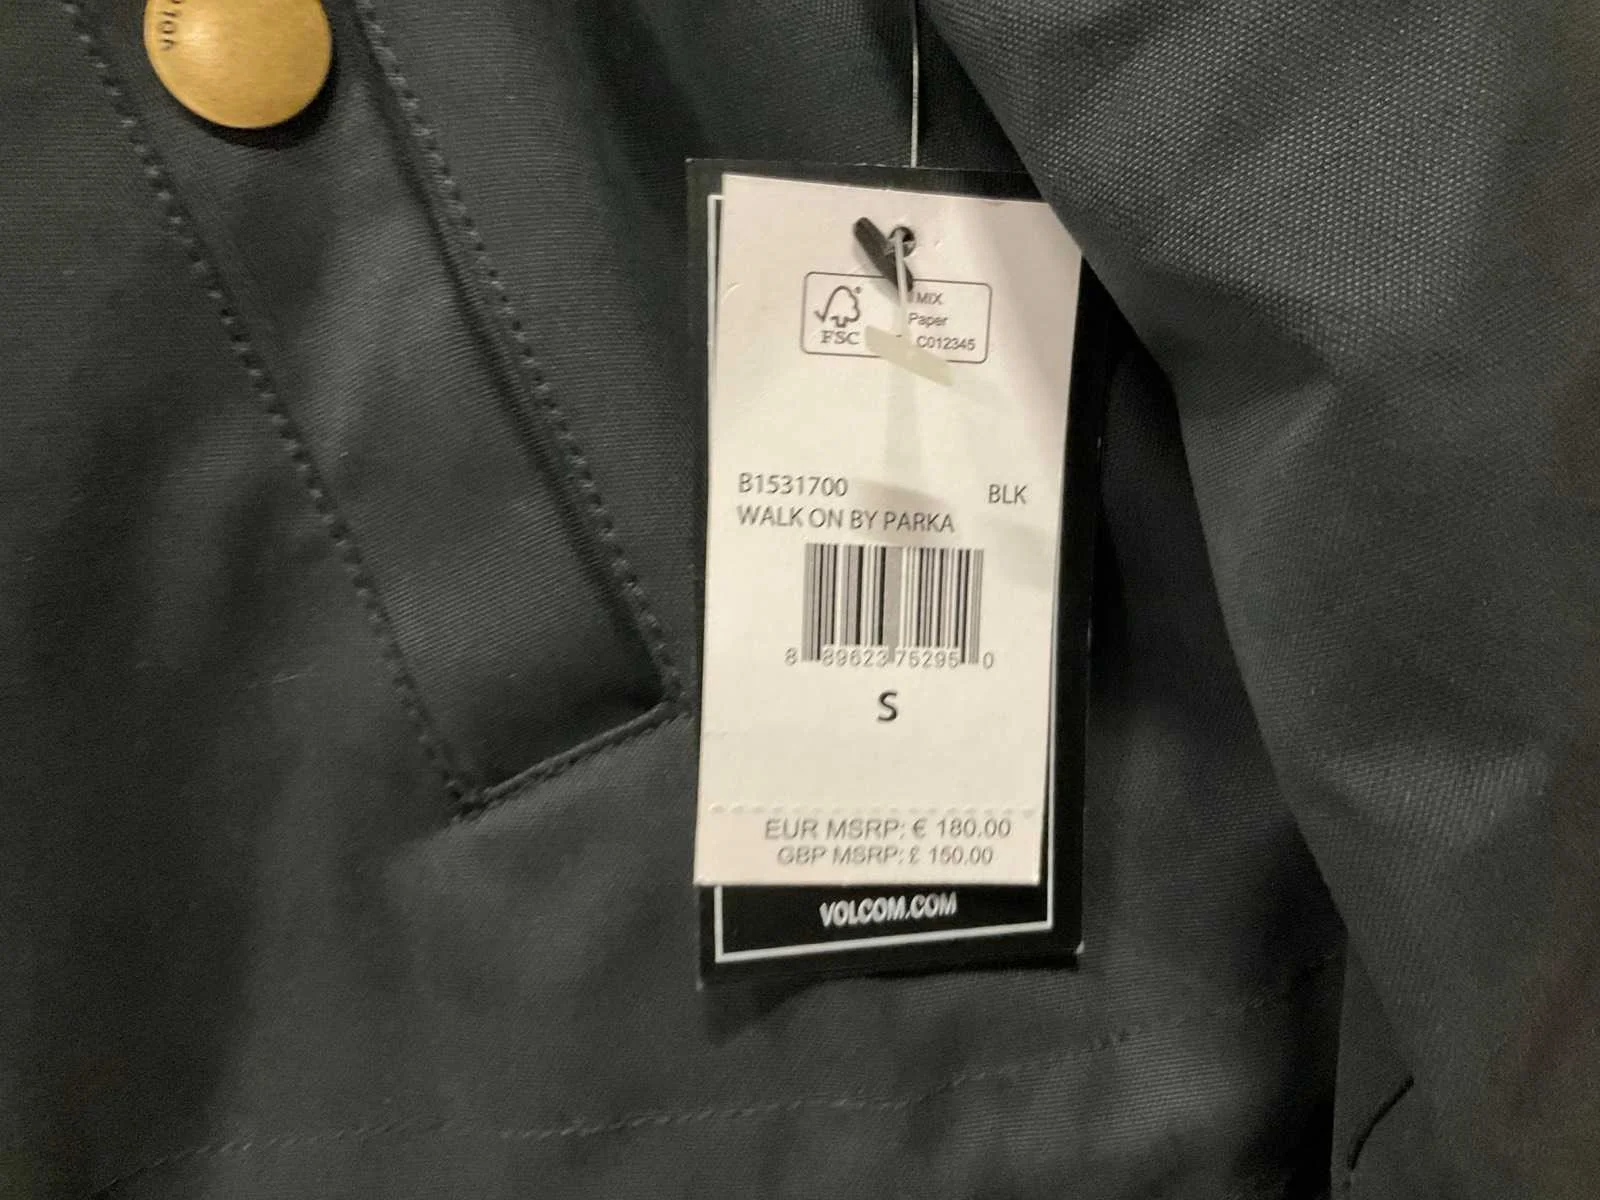 FSC
MIX
Paper
C012345
B1531700 BLK
WALK ON BY PARKA
8 89623 75295 0
S
EUR MSRP: € 180.00
GBP MSRP: £ 150.00
VOLCOM.COM